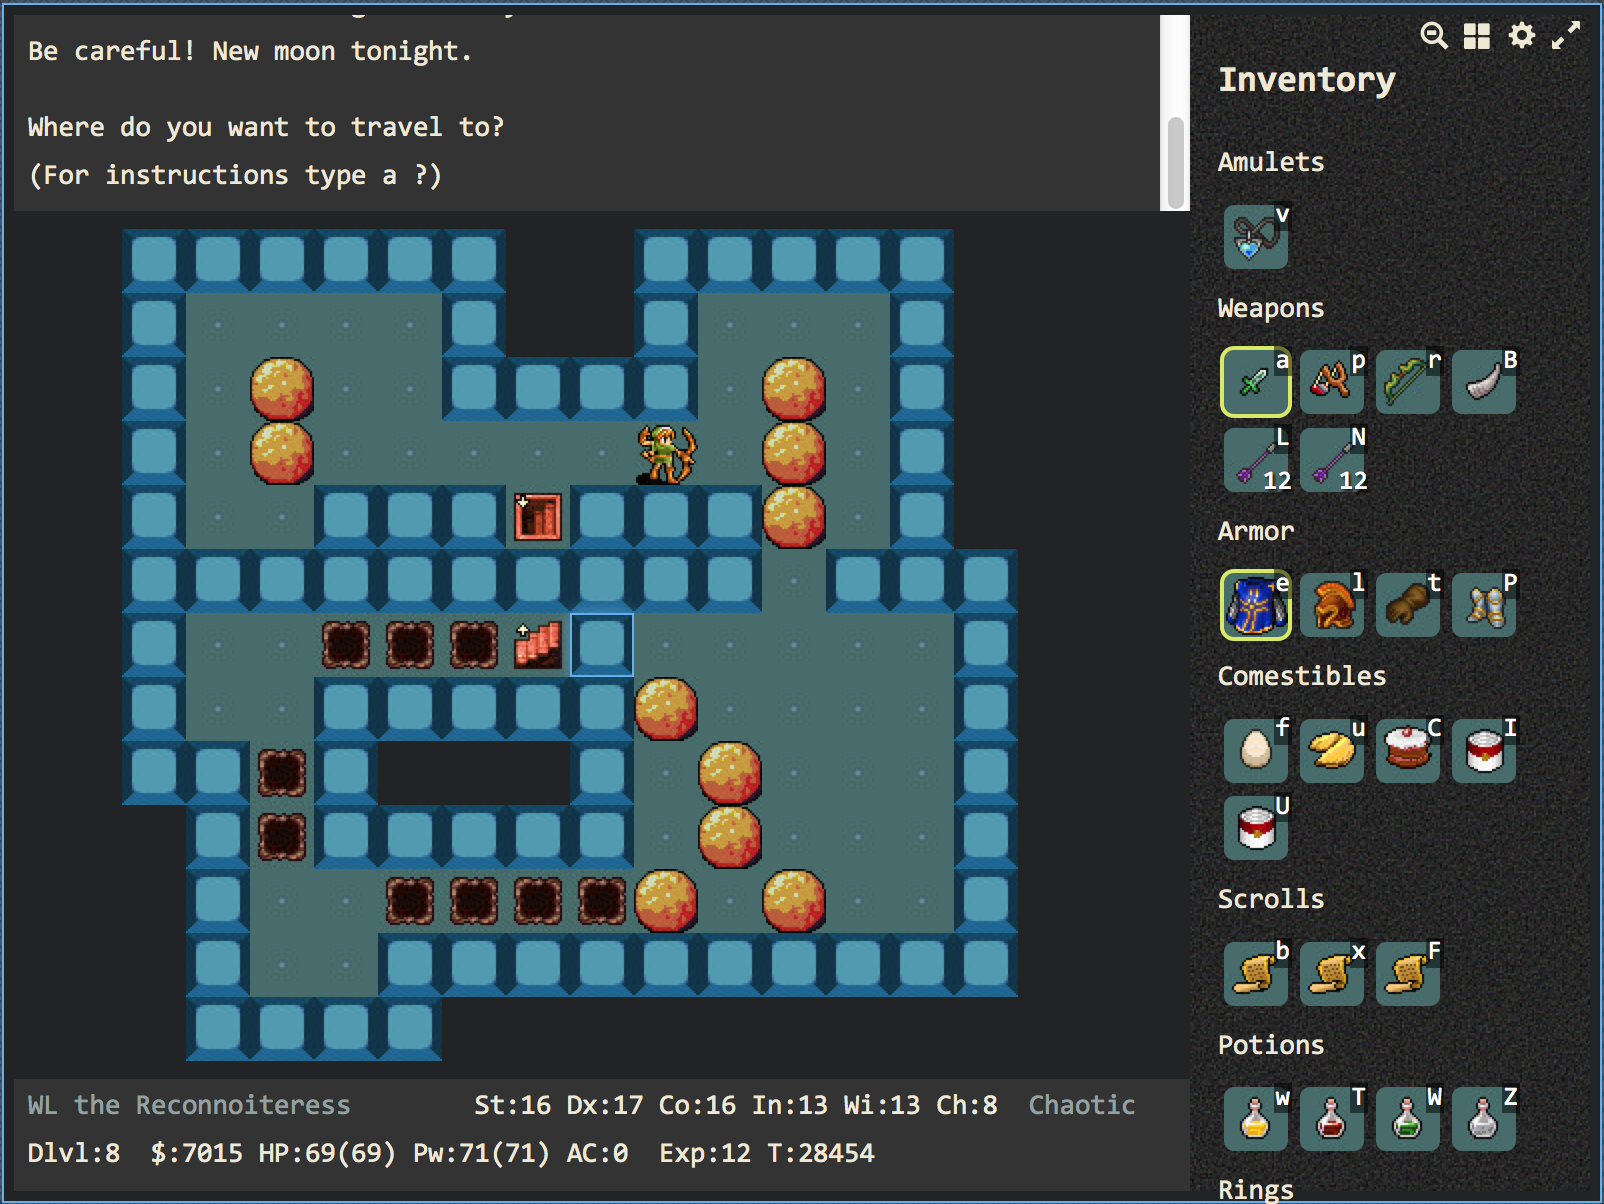 Be careful! New moon tonight.
Where do you want to travel to?
(For instructions type a ?)
Inventory
Amulets
v
Weapons
a p r B
L 12 N 12
Armor
e l t P
Comestibles
f u C I
U
Scrolls
b x F
Potions
w T W Z
Rings
WL the Reconnoiteress St:16 Dx:17 Co:16 In:13 Wi:13 Ch:8 Chaotic
Dlvl:8 $:7015 HP:69(69) Pw:71(71) AC:0 Exp:12 T:28454